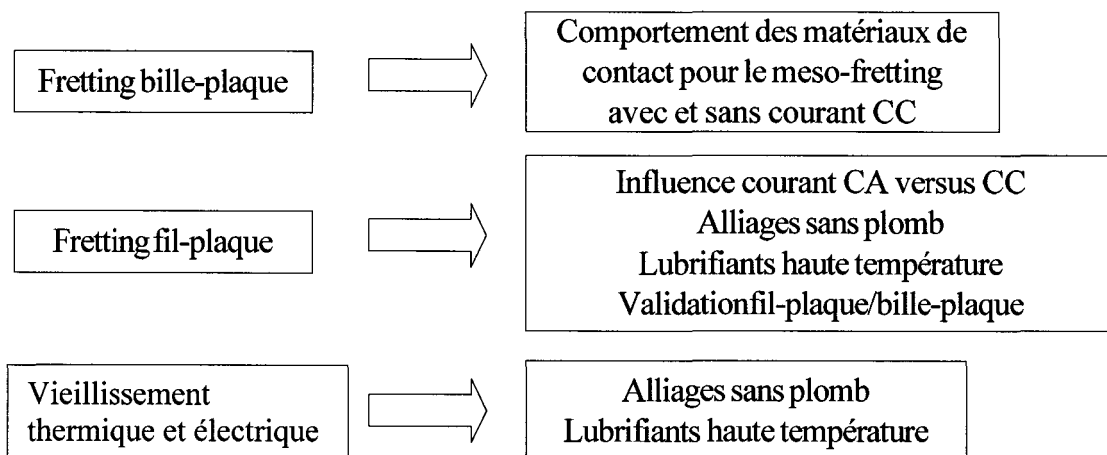 Fretting bille-plaque
Comportement des matériaux de
contact pour le meso-fretting
avec et sans courant CC
Fretting fil-plaque
Influence courant CA versus CC
Alliages sans plomb
Lubrifiants haute température
Validationfil-plaque/bille-plaque
Vieillissement
thermique et électrique
Alliages sans plomb
Lubrifiants haute température